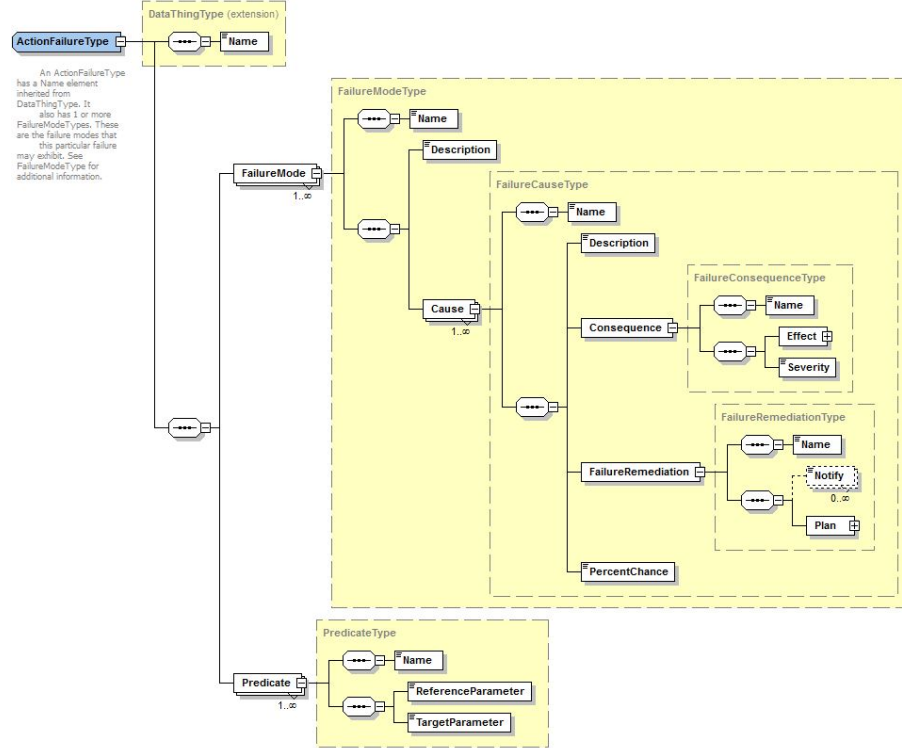 DataThingType (extension)
ActionFailureType
Name
An ActionFailureType
has a Name element
inherited from
DataThingType. It
also has 1 or more
FailureModeTypes. These
are the failure modes that
this particular failure
may exhibit. See
FailureModeType for
additional information.
FailureModeType
Name
Description
FailureMode
1..∞
FailureCauseType
Name
Description
FailureConsequenceType
Name
Cause
1..∞
Consequence
Effect
Severity
FailureRemediationType
Name
FailureRemediation
Notify
0..∞
Plan
PercentChance
PredicateType
Name
Predicate
1..∞
ReferenceParameter
TargetParameter